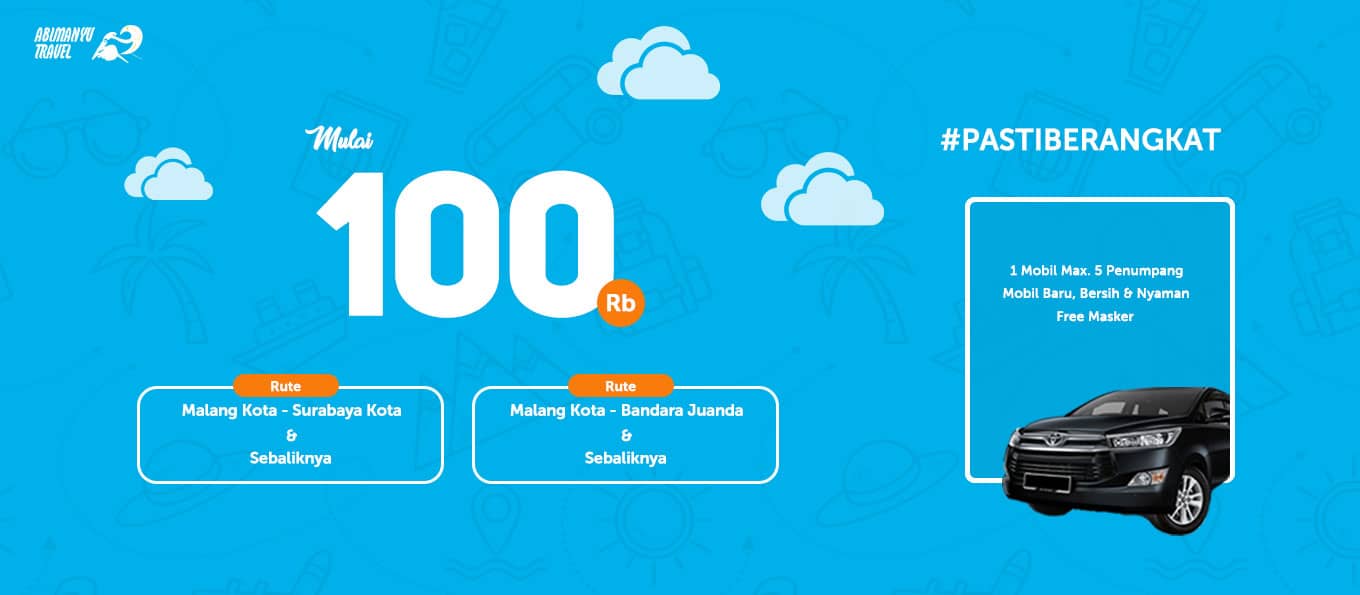 ABIMANYU
TRAVEL
Mulai
100
Rb
Rute
Malang Kota - Surabaya Kota
&
Sebaliknya
Rute
Malang Kota - Bandara Juanda
&
Sebaliknya
#PASTIBERANGKAT
1 Mobil Max. 5 Penumpang
Mobil Baru, Bersih & Nyaman
Free Masker